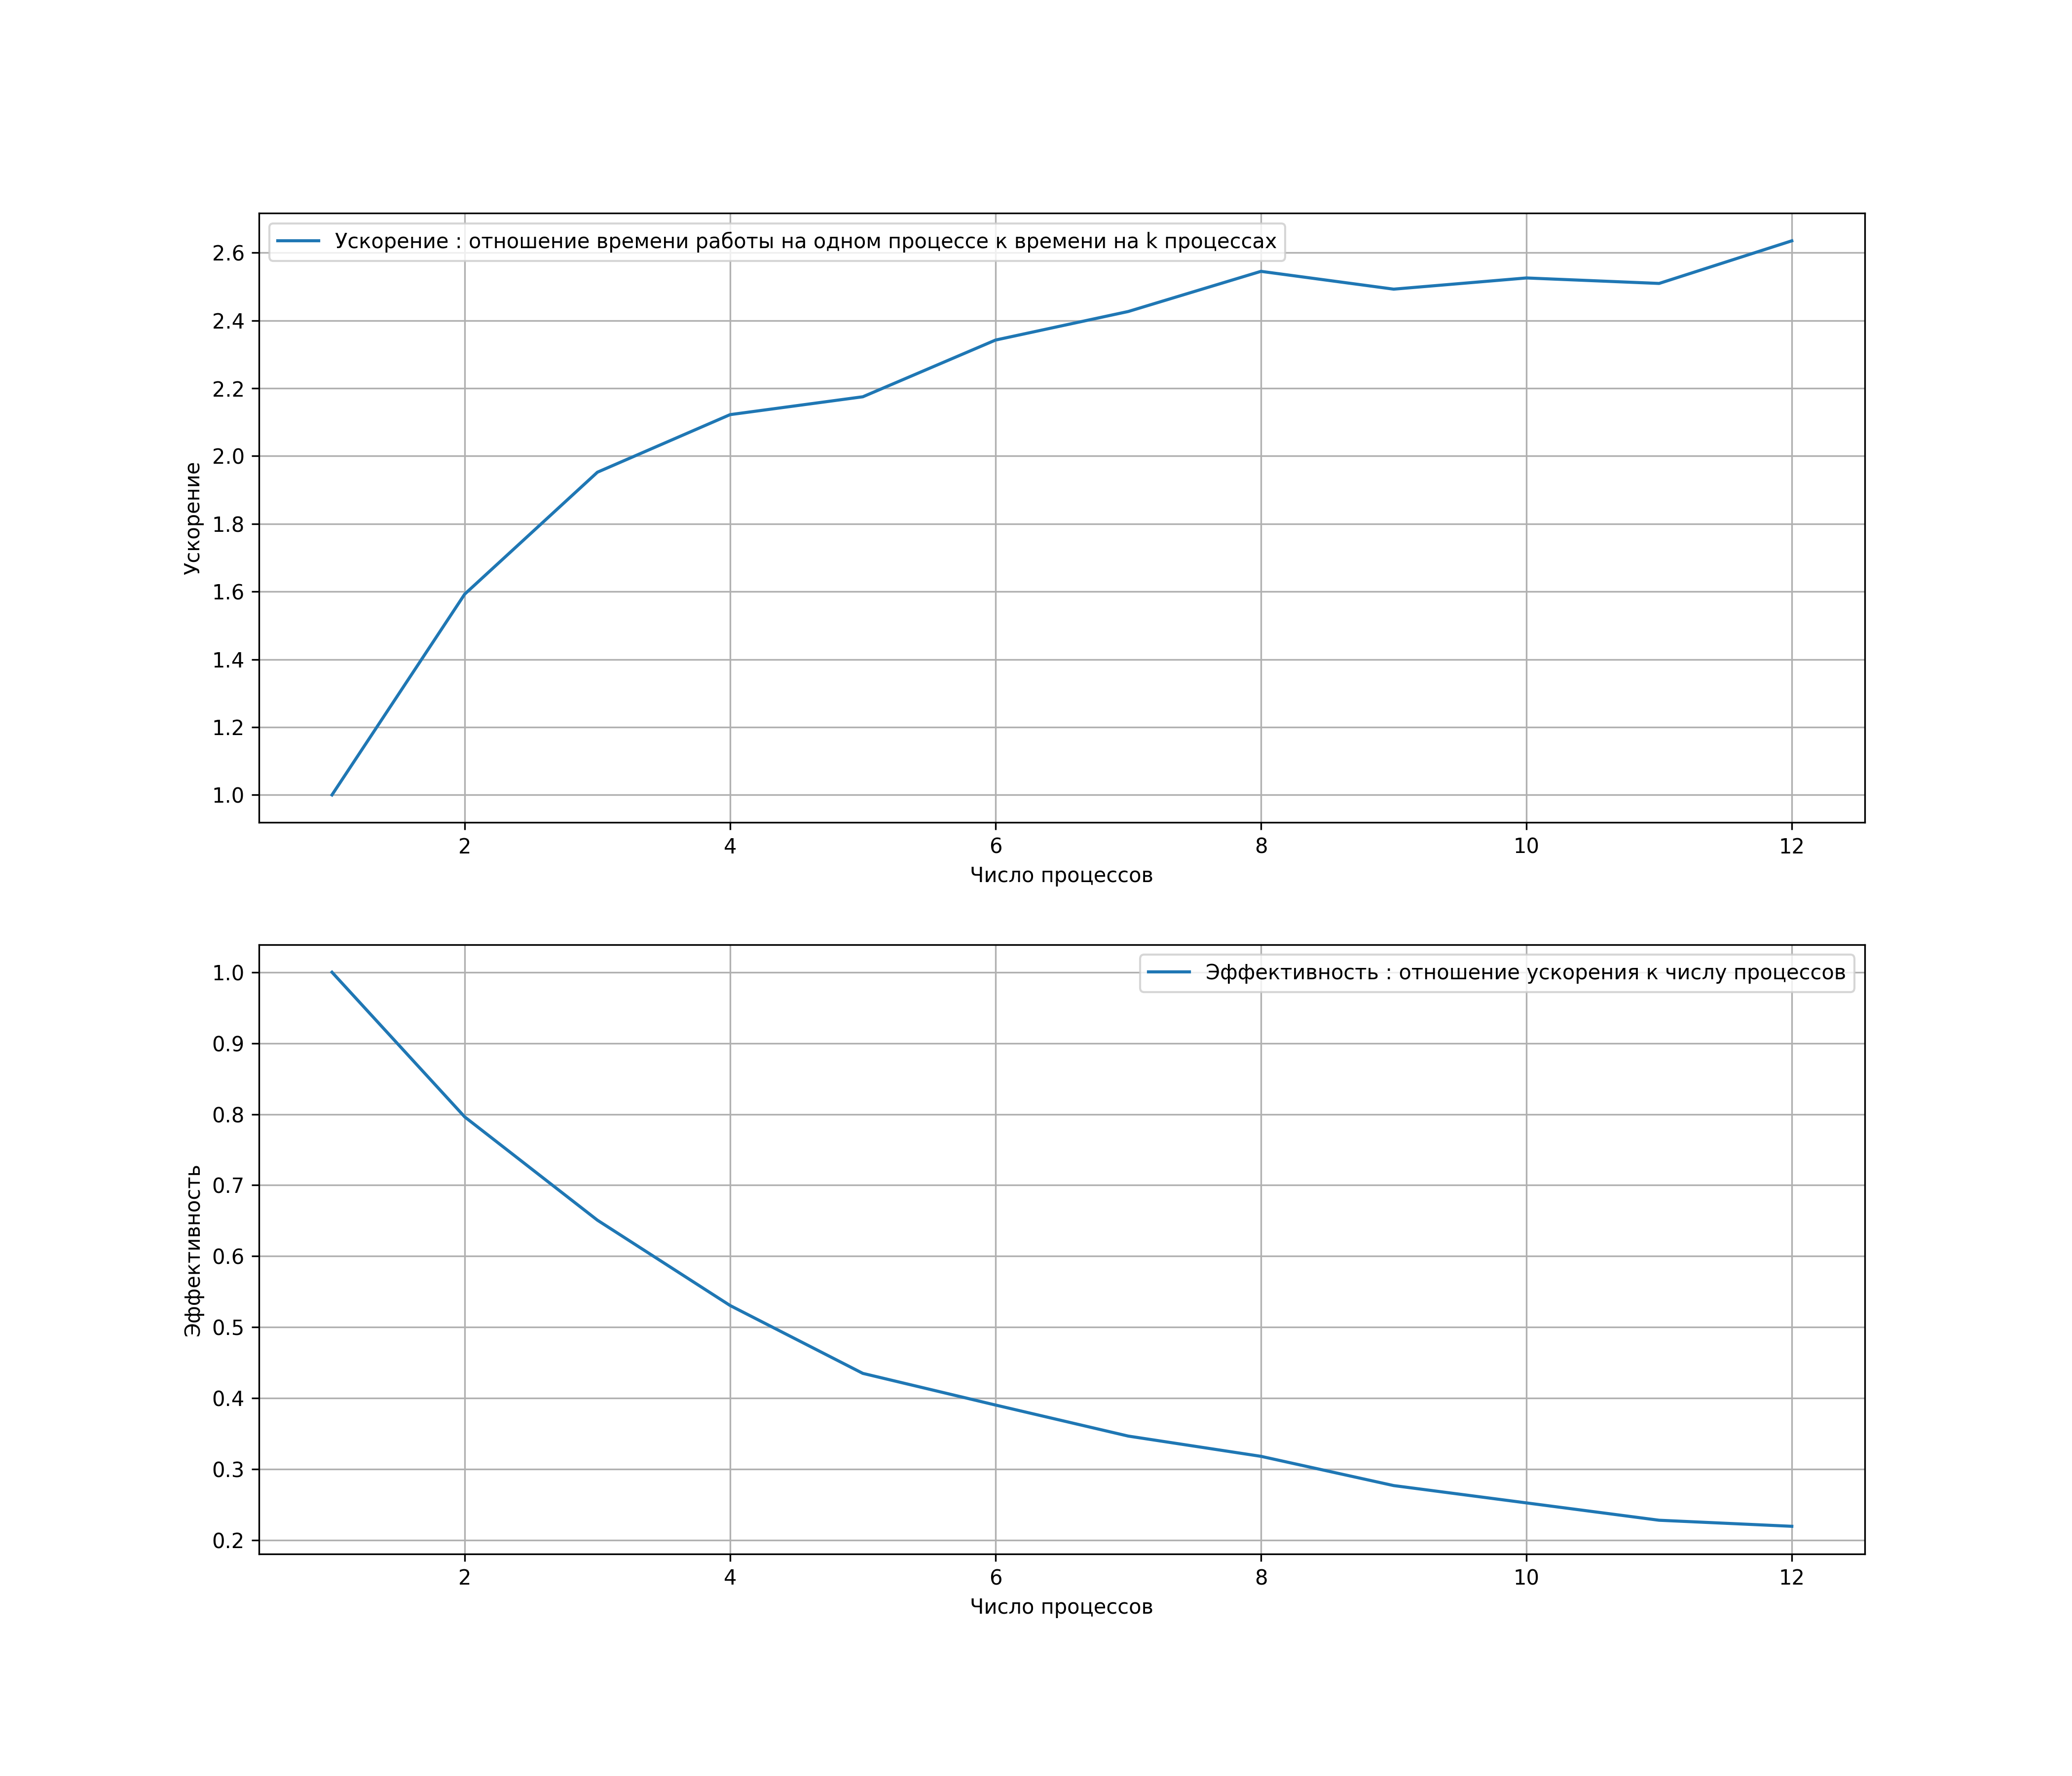 Ускорение : отношение времени работы на одном процессе к времени на k процессах
2.6
2.4
2.2
2.0
1.8
1.6
1.4
1.2
1.0
Ускорение
2 4 6 8 10 12
Число процессов
Эффективность : отношение ускорения к числу процессов
1.0
0.9
0.8
0.7
0.6
0.5
0.4
0.3
0.2
Эффективность
2 4 6 8 10 12
Число процессов